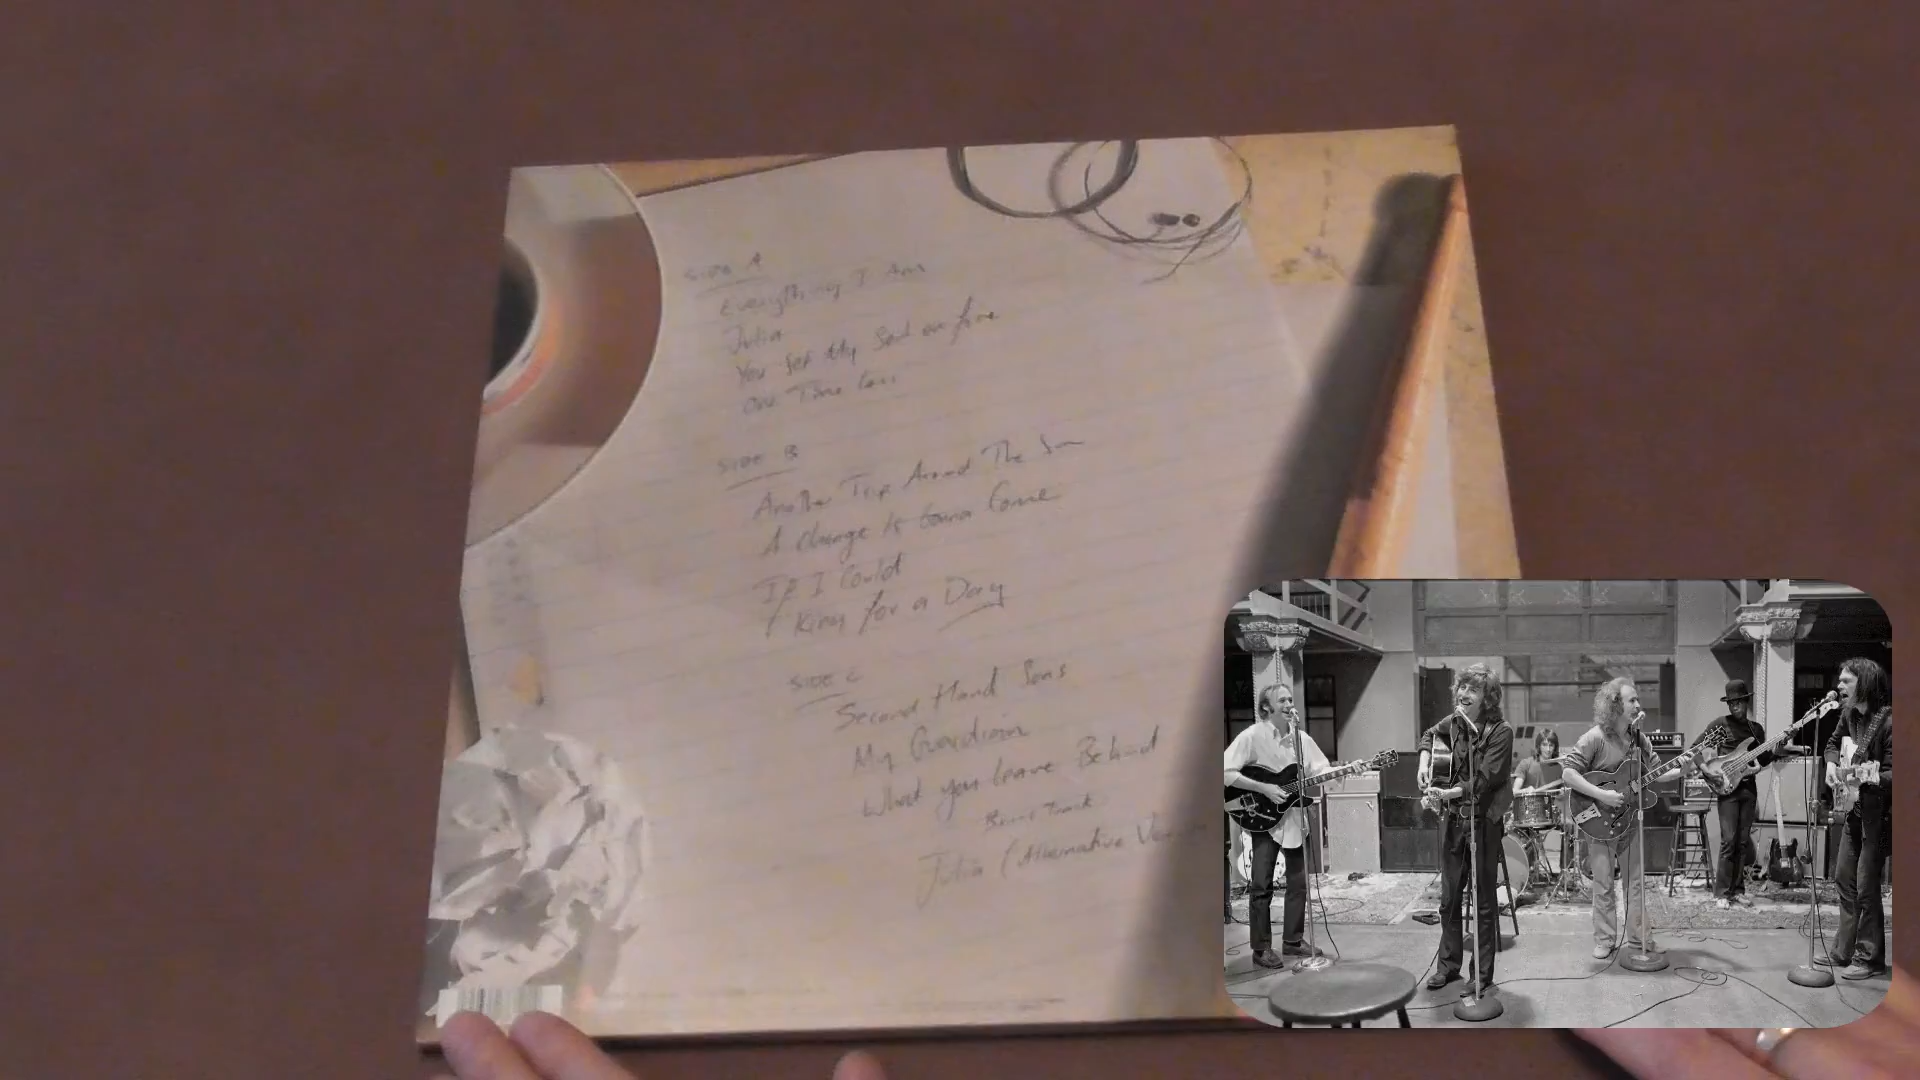 SIDE A
Everything I Am
Julia
You Set My Soul on fire
One Time
SIDE B
Another Trip Around The Sun
A Change Is Gonna Come
If I Could
King for a Day
SIDE C
Second Hand Sons
My Guardian
What you leave Behind
Bonus Track
Julia (Alternative